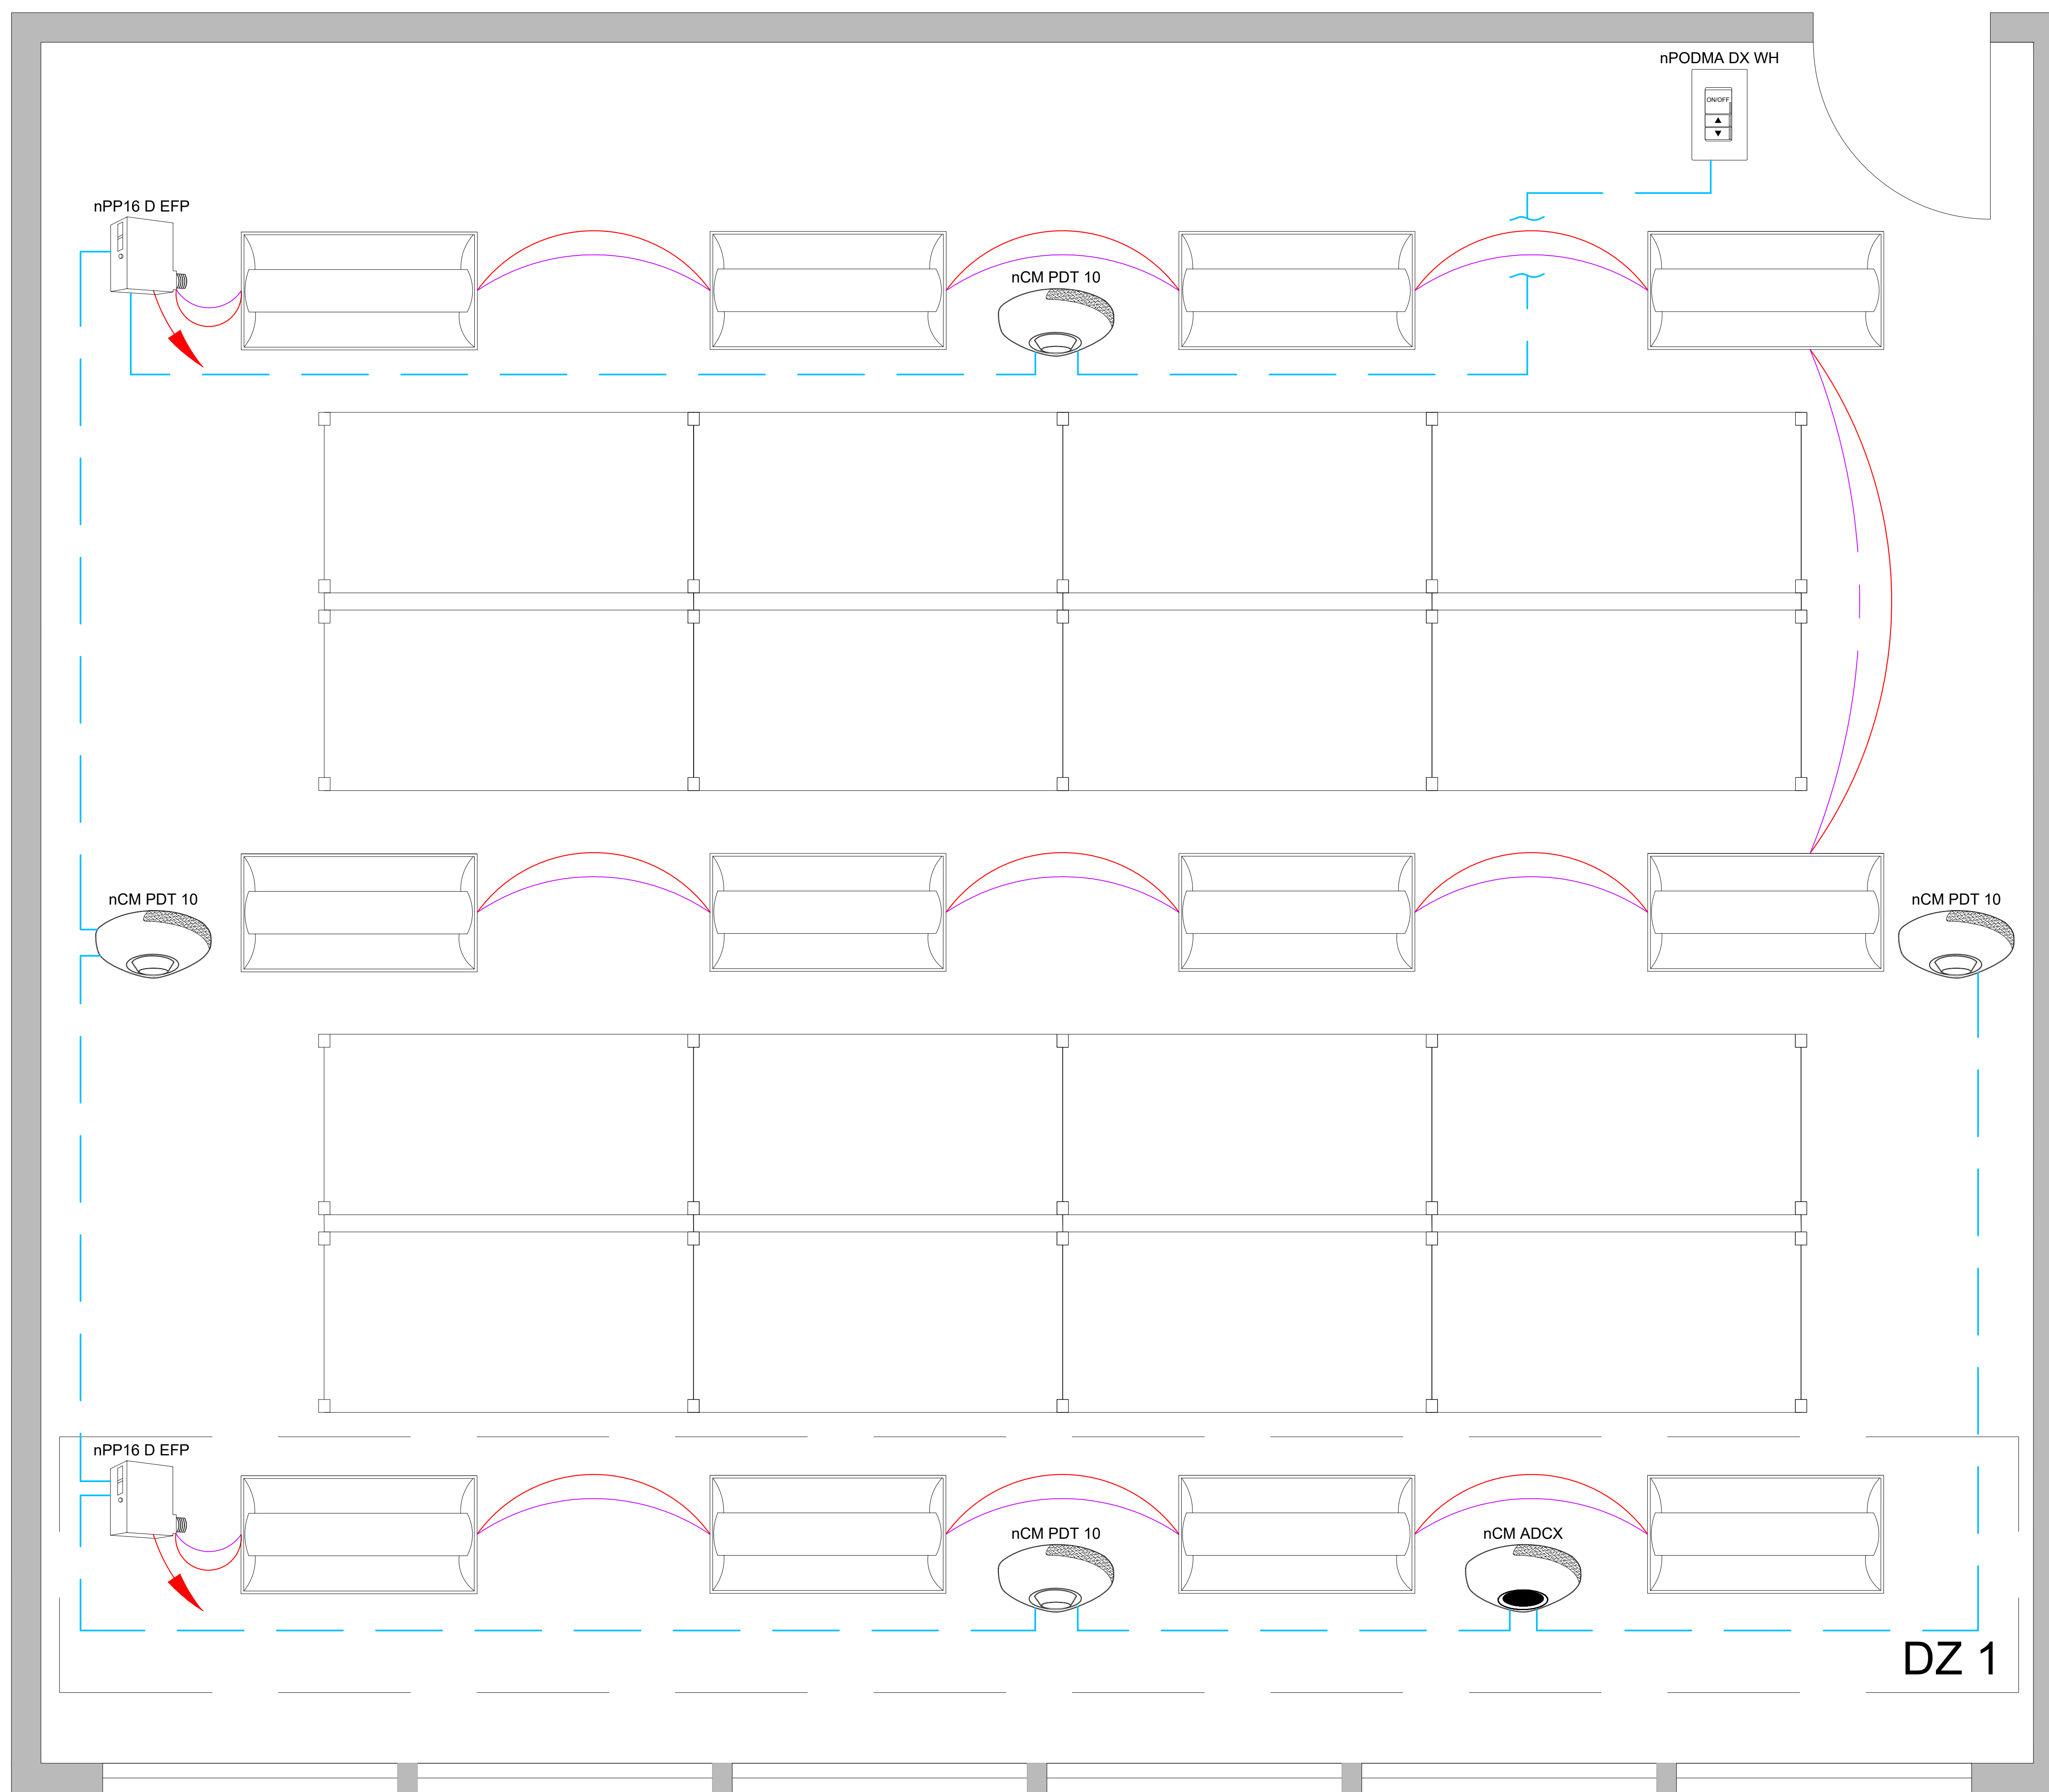 nPODMA DX WH
ON/OFF
nPP16 D EFP
nCM PDT 10
nCM PDT 10
nCM PDT 10
nPP16 D EFP
nCM PDT 10
nCM ADCX
DZ 1